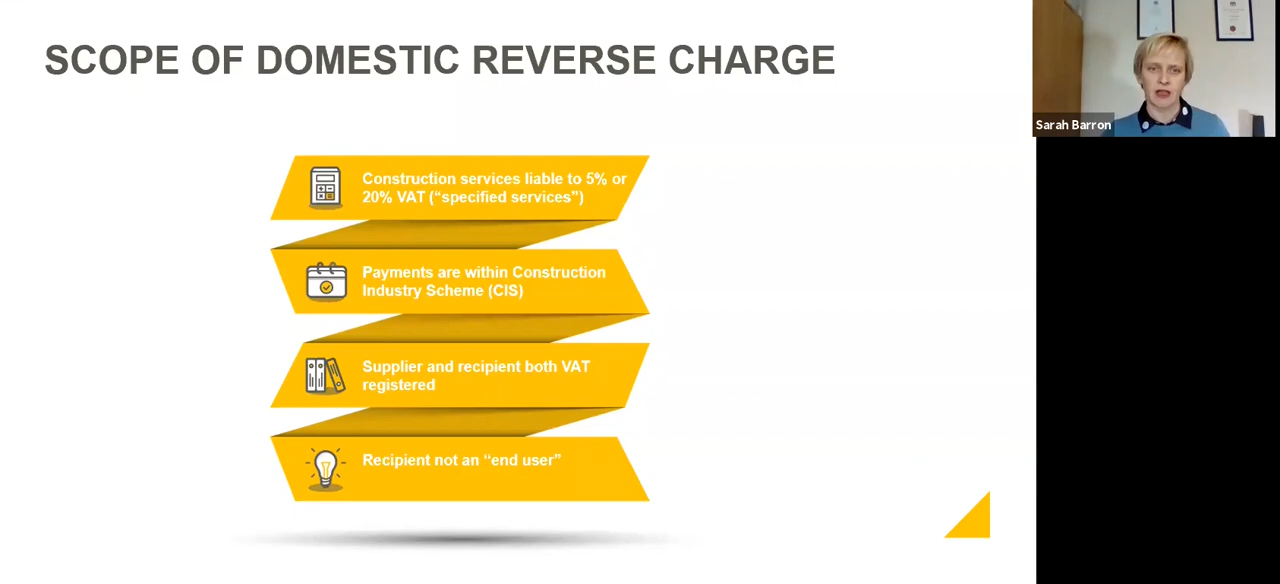 SCOPE OF DOMESTIC REVERSE CHARGE
Construction services liable to 5% or
20% VAT (“specified services”)
Payments are within Construction
Industry Scheme (CIS)
Supplier and recipient both VAT
registered
Recipient not an “end user”
Sarah Barron